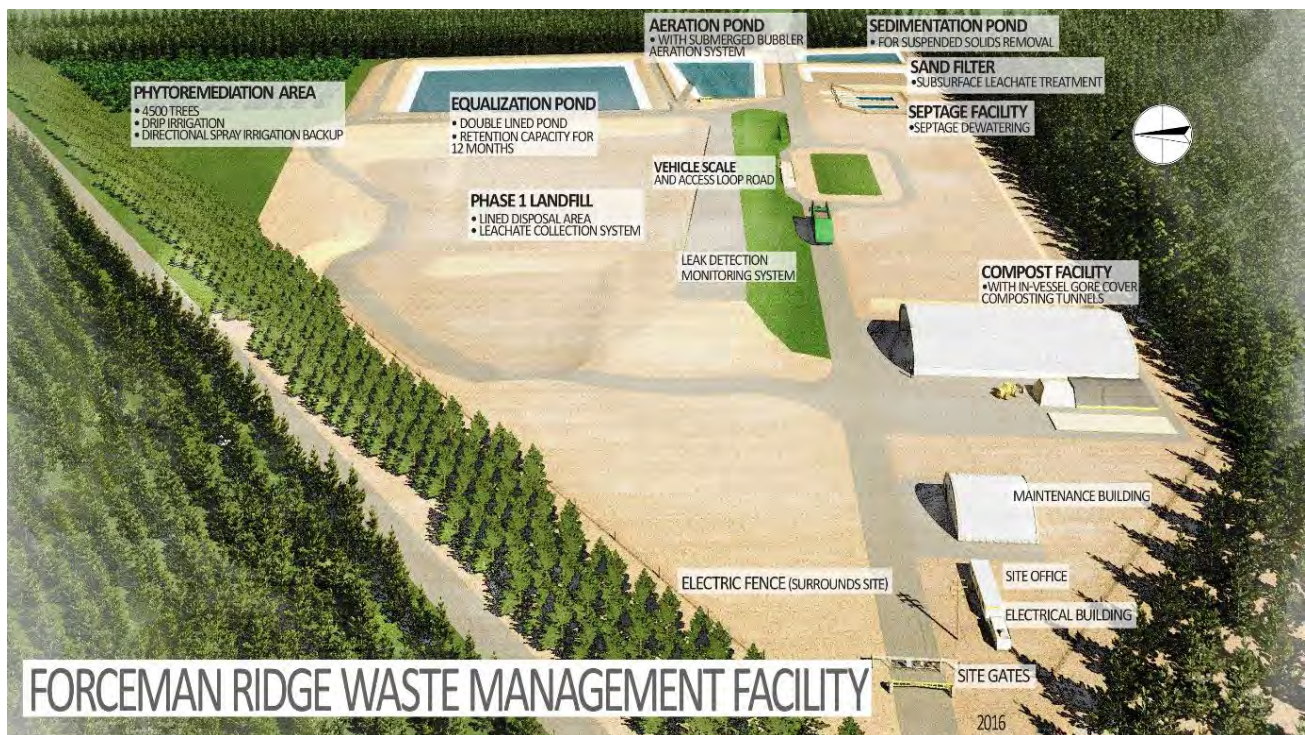 AERATION POND
• WITH SUBMERGED BUBBLER
AERATION SYSTEM
SEDIMENTATION POND
• FOR SUSPENDED SOLIDS REMOVAL
SAND FILTER
•SUBSURFACE LEACHATE TREATMENT
PHYTOREMEDIATION AREA
• 4500 TREES
• DRIP IRRIGATION
• DIRECTIONAL SPRAY IRRIGATION BACKUP
EQUALIZATION POND
• DOUBLE LINED POND
• RETENTION CAPACITY FOR
12 MONTHS
SEPTAGE FACILITY
•SEPTAGE DEWATERING
VEHICLE SCALE
AND ACCESS LOOP ROAD
PHASE 1 LANDFILL
• LINED DISPOSAL AREA
• LEACHATE COLLECTION SYSTEM
LEAK DETECTION
MONITORING SYSTEM
COMPOST FACILITY
•WITH IN-VESSEL GORE COVER
COMPOSTING TUNNELS
MAINTENANCE BUILDING
ELECTRIC FENCE (SURROUNDS SITE)
SITE OFFICE
ELECTRICAL BUILDING
SITE GATES
FORCEMAN RIDGE WASTE MANAGEMENT FACILITY
2016